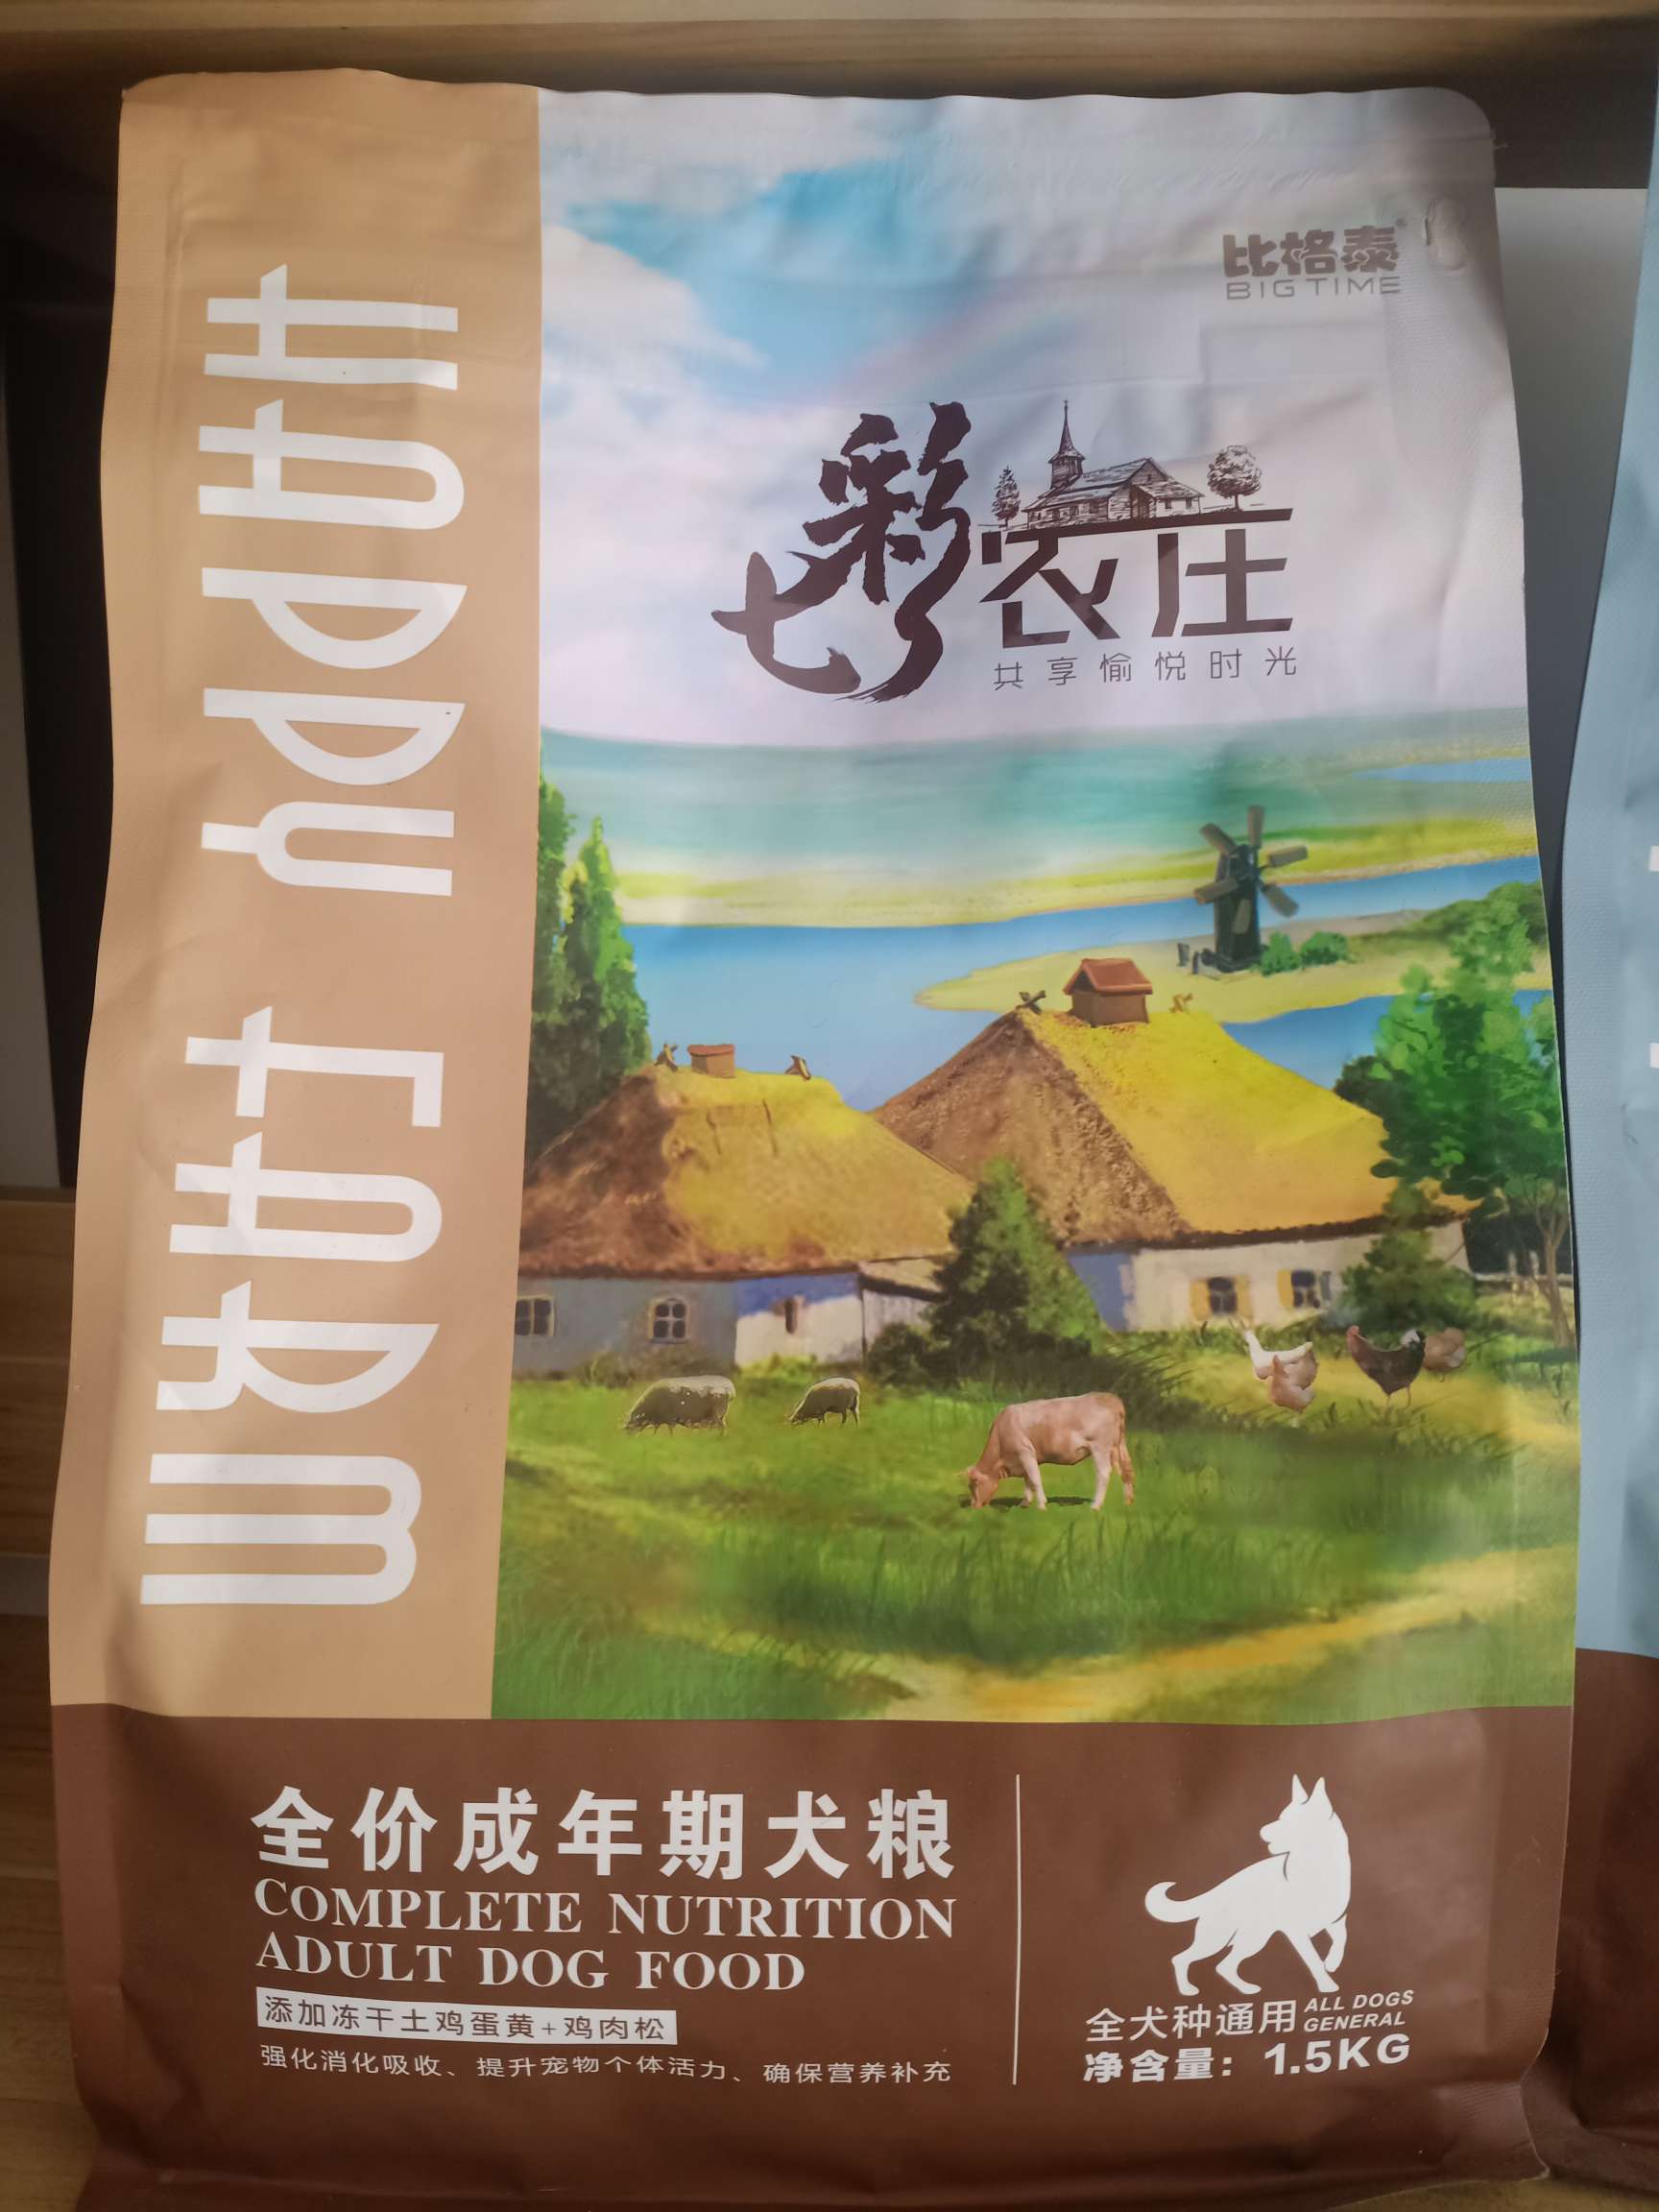 比格泰
BIG TIME
七彩农庄
共享愉悦时光
HAPPY FARM
全价成年期犬粮
COMPLETE NUTRITION
ADULT DOG FOOD
添加冻干土鸡蛋黄+鸡肉松
强化消化吸收、提升宠物个体活力、确保营养补充
全犬种通用 ALL DOGS GENERAL
净含量：1.5KG